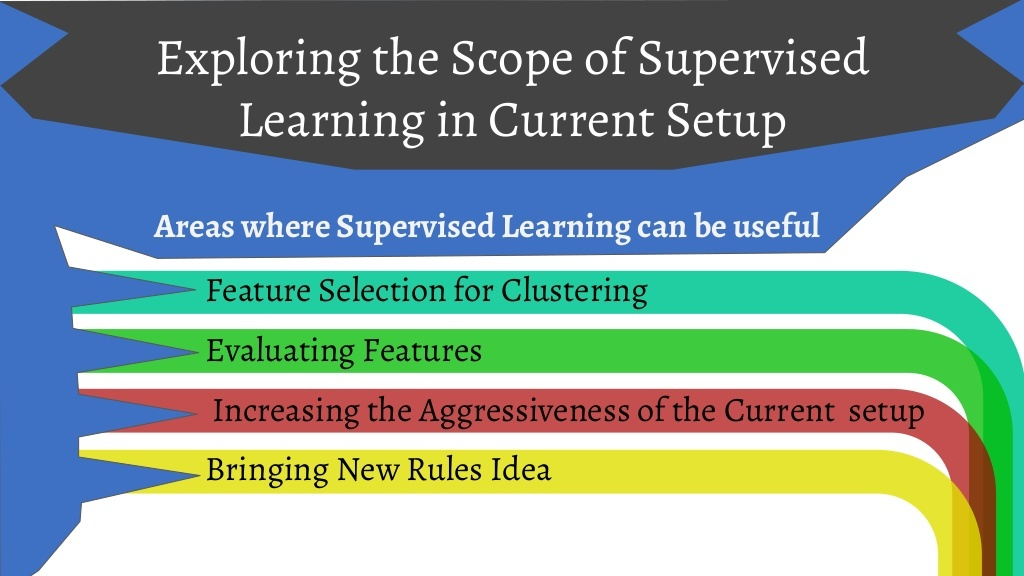 Exploring the Scope of Supervised
Learning in Current Setup
Areas where Supervised Learning can be useful
Feature Selection for Clustering
Evaluating Features
Increasing the Aggressiveness of the Current  setup
Bringing New Rules Idea